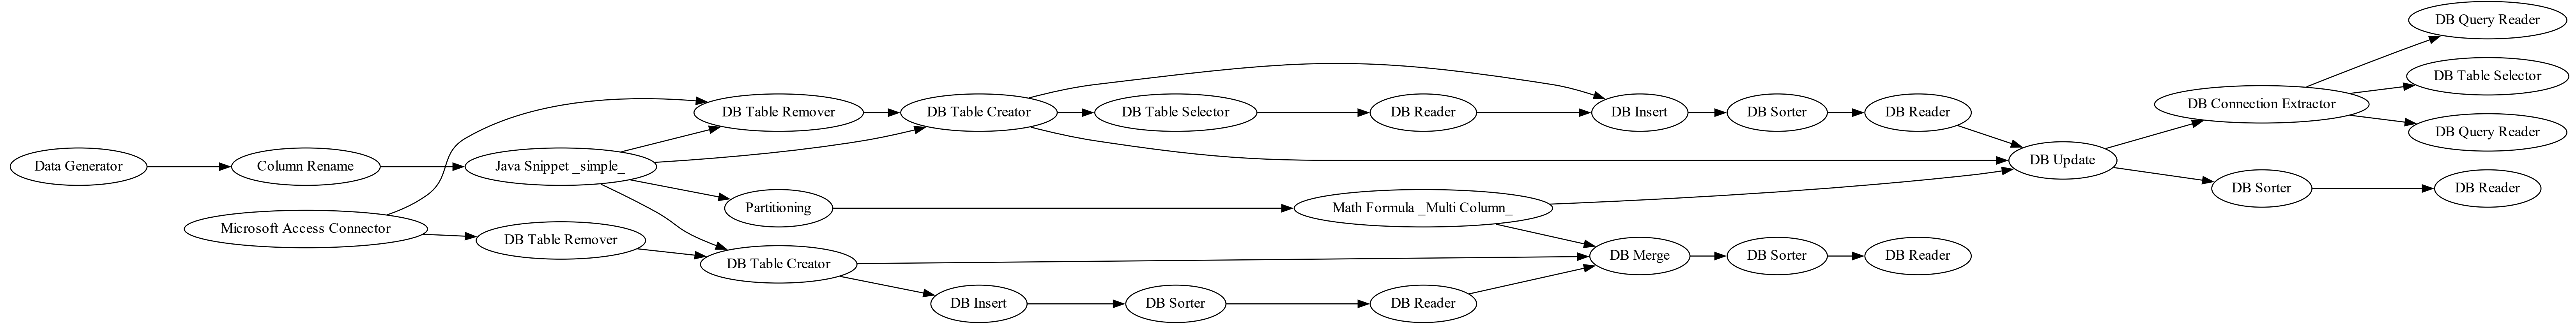 DB Query Reader
DB Table Selector
DB Connection Extractor
DB Table Remover
DB Table Creator
DB Table Selector
DB Reader
DB Insert
DB Sorter
DB Reader
DB Query Reader
Data Generator
Column Rename
Java Snippet _simple_
DB Update
DB Sorter
DB Reader
Partitioning
Math Formula _Multi Column_
Microsoft Access Connector
DB Table Remover
DB Table Creator
DB Merge
DB Sorter
DB Reader
DB Insert
DB Sorter
DB Reader